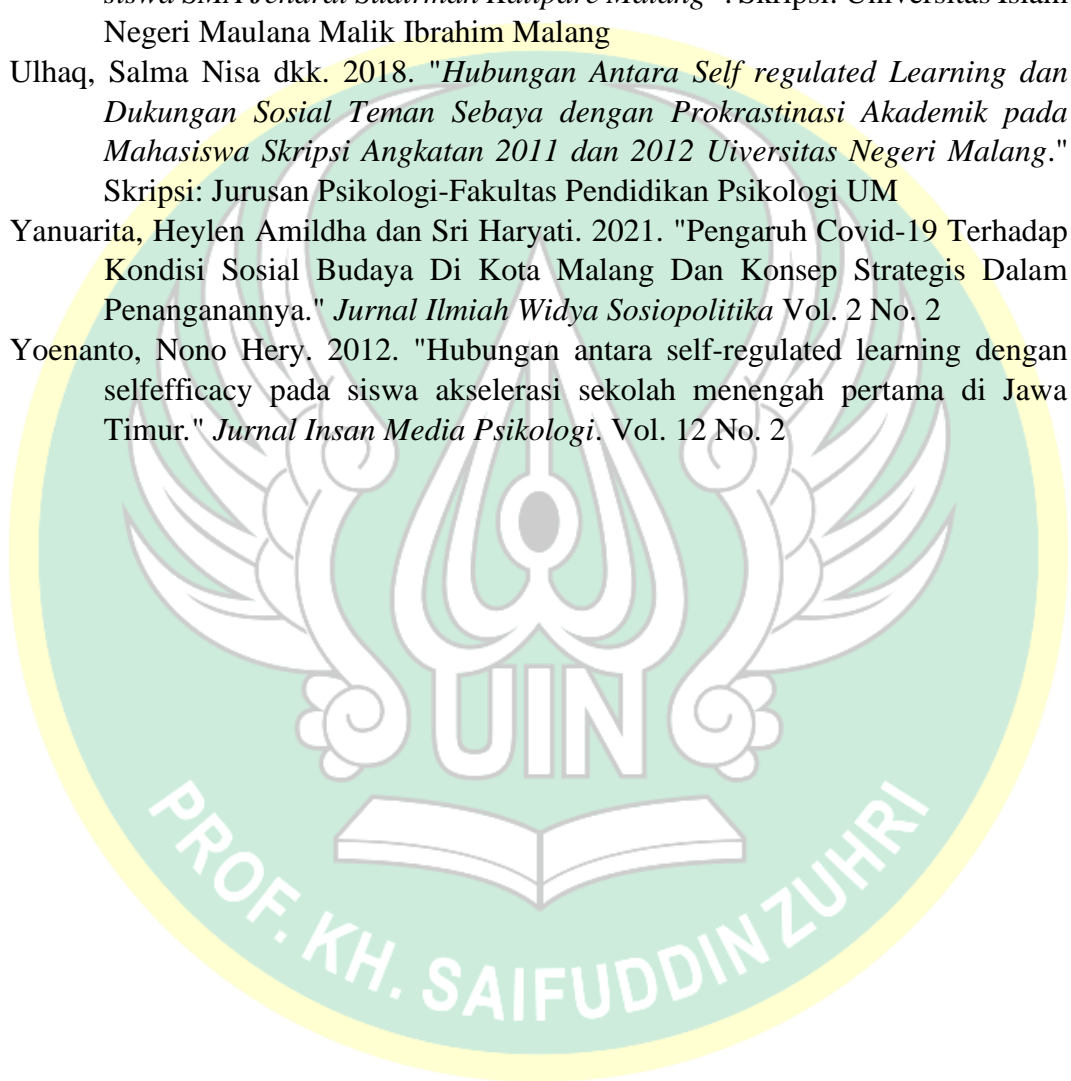 Negeri Maulana Malik Ibrahim Malang
Ulhaq, Salma Nisa dkk. 2018. "Hubungan Antara Self regulated Learning dan
Dukungan Sosial Teman Sebaya dengan Prokrastinasi Akademik pada
Mahasiswa Skripsi Angkatan 2011 dan 2012 Uiversitas Negeri Malang."
Skripsi: Jurusan Psikologi-Fakultas Pendidikan Psikologi UM
Yanuarita, Heylen Amildha dan Sri Haryati. 2021. "Pengaruh Covid-19 Terhadap
Kondisi Sosial Budaya Di Kota Malang Dan Konsep Strategis Dalam
Penanganannya." Jurnal Ilmiah Widya Sosiopolitika Vol. 2 No. 2
Yoenanto, Nono Hery. 2012. "Hubungan antara self-regulated learning dengan
selfefficacy pada siswa akselerasi sekolah menengah pertama di Jawa
Timur." Jurnal Insan Media Psikologi. Vol. 12 No. 2
UIN
PROF. KH. SAIFUDDIN ZUHRI